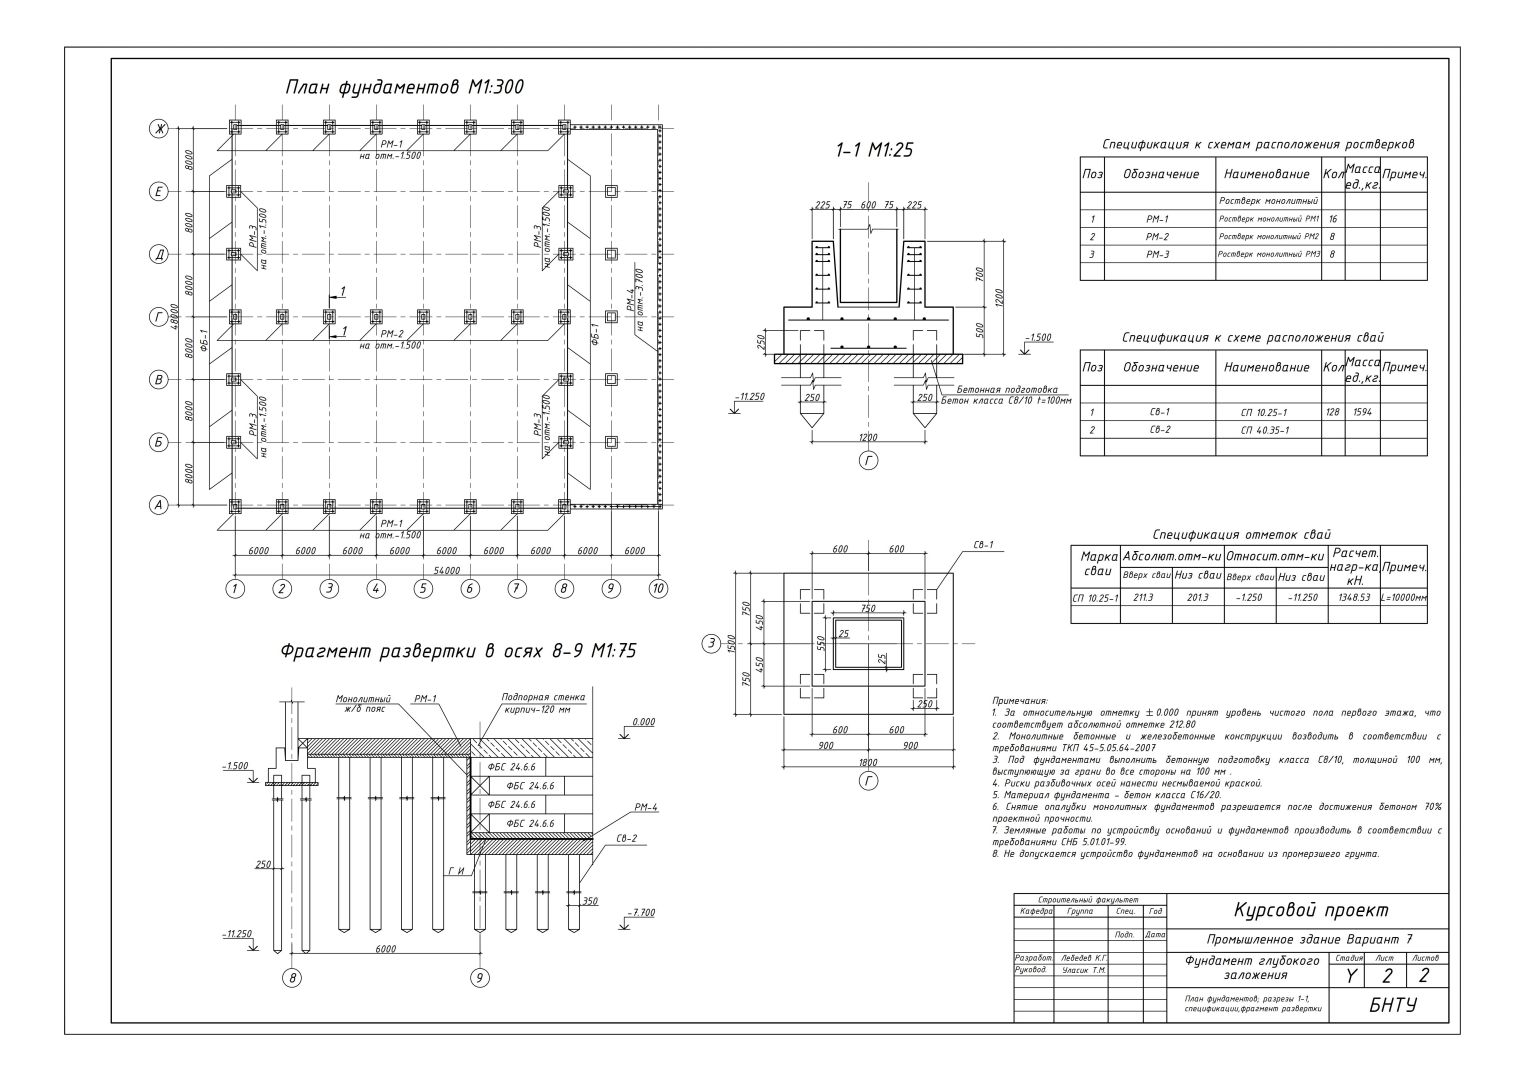 План фундаментов М1:300
Ж
Е
Д
Г
В
Б
А
8000
8000
8000
8000
8000
8000
48000
РМ-1
на отм.-1.500
РМ-3
на отм.-1.500
РМ-3
на отм.-1.500
РМ-4
на отм.-3.700
1
1
РМ-2
на отм.-1.500
ФБ-1
ФБ-1
РМ-3
на отм.-1.500
РМ-3
на отм.-1.500
РМ-1
на отм.-1.500
6000 6000 6000 6000 6000 6000 6000 6000 6000
54000
1 2 3 4 5 6 7 8 9 10
Фрагмент развертки в осях 8-9 М1:75
Монолитный
ж/б пояс
РМ-1
Подпорная стенка
кирпич-120 мм
0.000
-1.500
ФБС 24.6.6
ФБС 24.6.6
ФБС 24.6.6
ФБС 24.6.6
РМ-4
Св-2
Г И
250
350
-7.700
-11.250
6000
8 9
1-1 М1:25
225 75 600 75 225
700
500
1200
250
-1.500
-11.250
250 250
Бетонная подготовка
Бетон класса С8/10 t=100мм
1200
Г
600 600
Св-1
750
750
1500
450
450
550
750
25
25
250
З
600 600
900 900
1800
Г
Спецификация к схемам расположения ростверков
Поз Обозначение Наименование Кол Масса ед.,кг. Примеч.
Ростверк монолитный
1 РМ-1 Ростверк монолитный РМ1 16
2 РМ-2 Ростверк монолитный РМ2 8
3 РМ-3 Ростверк монолитный РМ3 8
Спецификация к схеме расположения свай
Поз Обозначение Наименование Кол Масса ед.,кг. Примеч.
1 Св-1 СП 10.25-1 128 1594
2 Св-2 СП 40.35-1
Спецификация отметок свай
Марка сваи Абсолют.отм-ки Относит.отм-ки Расчет. нагр-ка, кН. Примеч.
Вверх сваи Низ сваи Вверх сваи Низ сваи
СП 10.25-1 211.3 201.3 -1.250 -11.250 1348.53 L=10000мм
Примечания:
1. За относительную отметку ±0.000 принят уровень чистого пола первого этажа, что
соответствует абсолютной отметке 212.80
2. Монолитные бетонные и железобетонные конструкции возводить в соответствии с
требованиями ТКП 45-5.05.64-2007
3. Под фундаментами выполнить бетонную подготовку класса С8/10, толщиной 100 мм,
выступающую за грани во все стороны на 100 мм .
4. Риски разбивочных осей нанести несмываемой краской.
5. Материал фундамента - бетон класса С16/20.
6. Снятие опалубки монолитных фундаментов разрешается после достижения бетоном 70%
проектной прочности.
7. Земляные работы по устройству оснований и фундаментов производить в соответствии с
требованиями СНБ 5.01.01-99.
8. Не допускается устройство фундаментов на основании из промерзшего грунта.
Строительный факультет
Кафедра Группа Спец. Год
Подп. Дата
Разработ. Лебедев К.Г.
Руковод. Уласик Т.М.
Курсовой проект
Промышленное здание Вариант 7
Фундамент глубокого
заложения
Стадия Лист Листов
У 2 2
План фундаментов; разрезы 1-1,
спецификации,фрагмент развертки
БНТУ